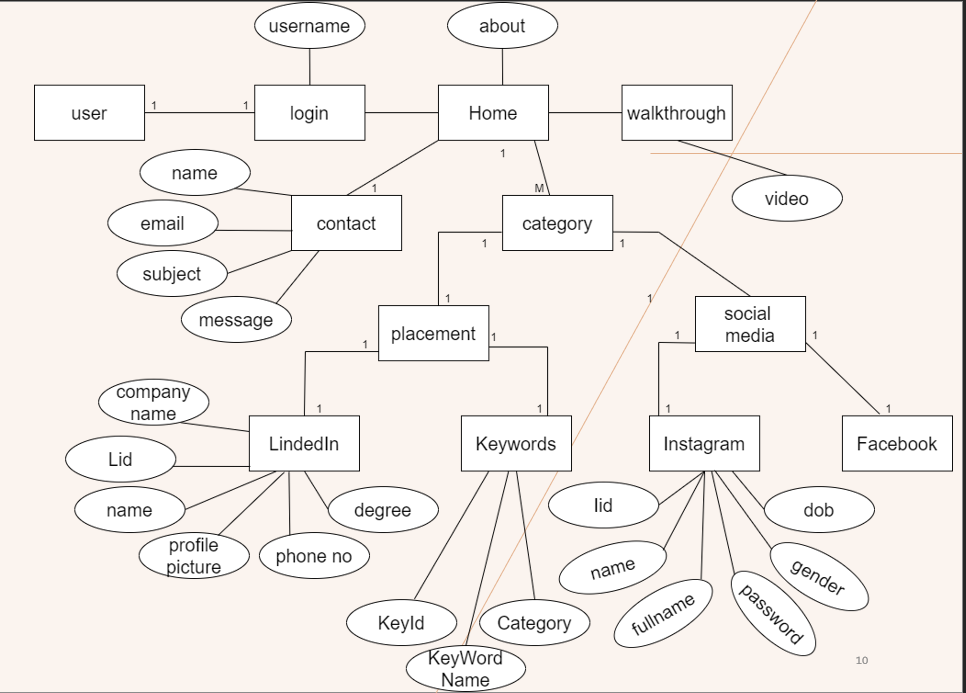 username
about
user
1
1
login
Home
walkthrough
1
name
1
M
video
email
contact
category
subject
1
1
message
1
1
placement
social
media
1
1
1
1
company
name
1
1
1
1
LindedIn
Keywords
Instagram
Facebook
Lid
name
degree
lid
dob
profile
picture
phone no
name
gender
fullname
password
KeyId
Category
KeyWord
Name
10